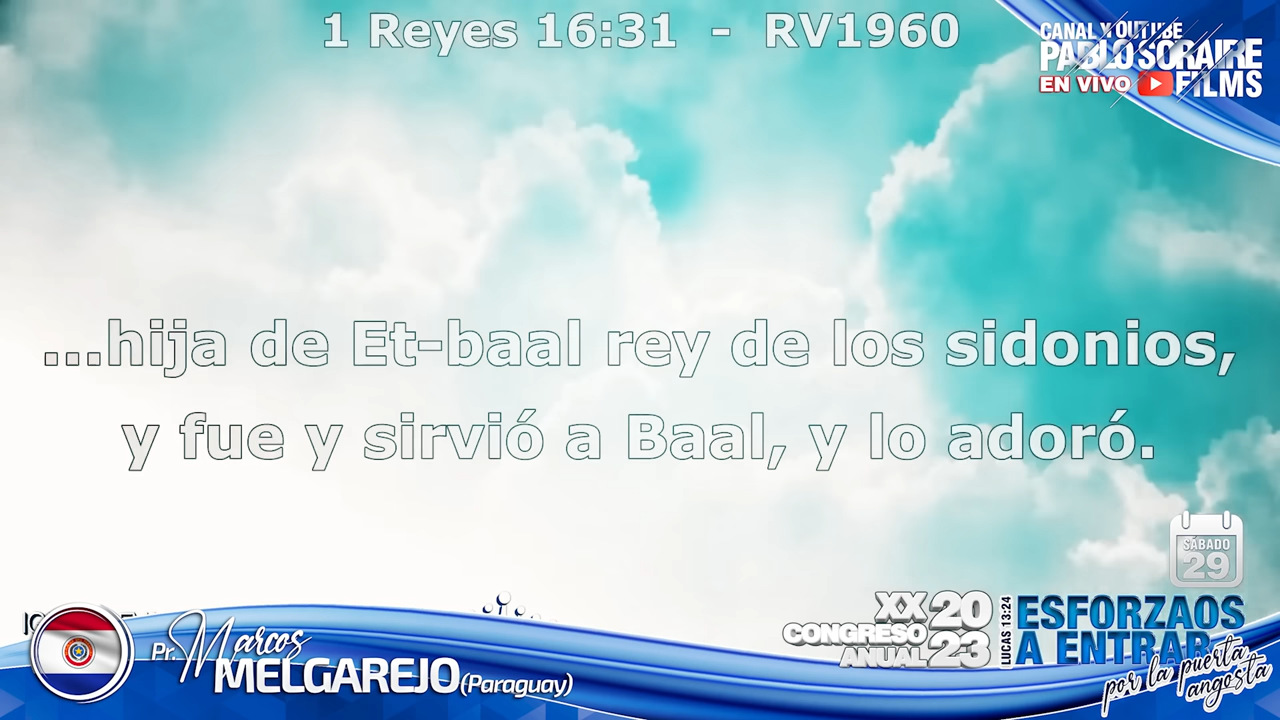 1 Reyes 16:31 - RV1960
CANAL YOUTUBE
PABLO SORAIRE
EN VIVO FILMS
...hija de Et-baal rey de los sidonios,
y fue y sirvió a Baal, y lo adoró.
SÁBADO
29
Pr. Marcos
MELGAREJO (Paraguay)
XX 2023
CONGRESO
ANUAL
LUCAS 13:24
ESFORZAOS
A ENTRAR
por la puerta
angosta